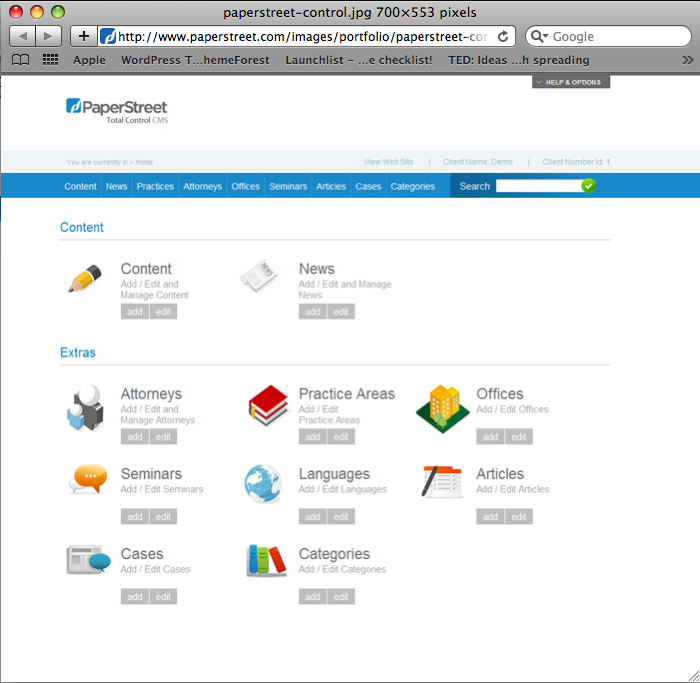 paperstreet-control.jpg 700×553 pixels
http://www.paperstreet.com/images/portfolio/paperstreet-con
Google
Apple WordPress T...hemeForest Launchlist – ...e checklist! TED: Ideas ...h spreading
HELP & OPTIONS
PaperStreet
Total Control CMS
You are currently in > Home View Web Site | Client Name: Demo | Client Number Id: 1
Content News Practices Attorneys Offices Seminars Articles Cases Categories Search
Content
Content
Add / Edit and
Manage Content
add edit
News
Add / Edit and Manage
News
add edit
Extras
Attorneys
Add / Edit and
Manage Attorneys
add edit
Practice Areas
Add / Edit
Practice Areas
add edit
Offices
Add / Edit Offices
add edit
Seminars
Add / Edit Seminars
add edit
Languages
Add / Edit Languages
add edit
Articles
Add / Edit Articles
add edit
Cases
Add / Edit Cases
add edit
Categories
Add / Edit Categories
add edit